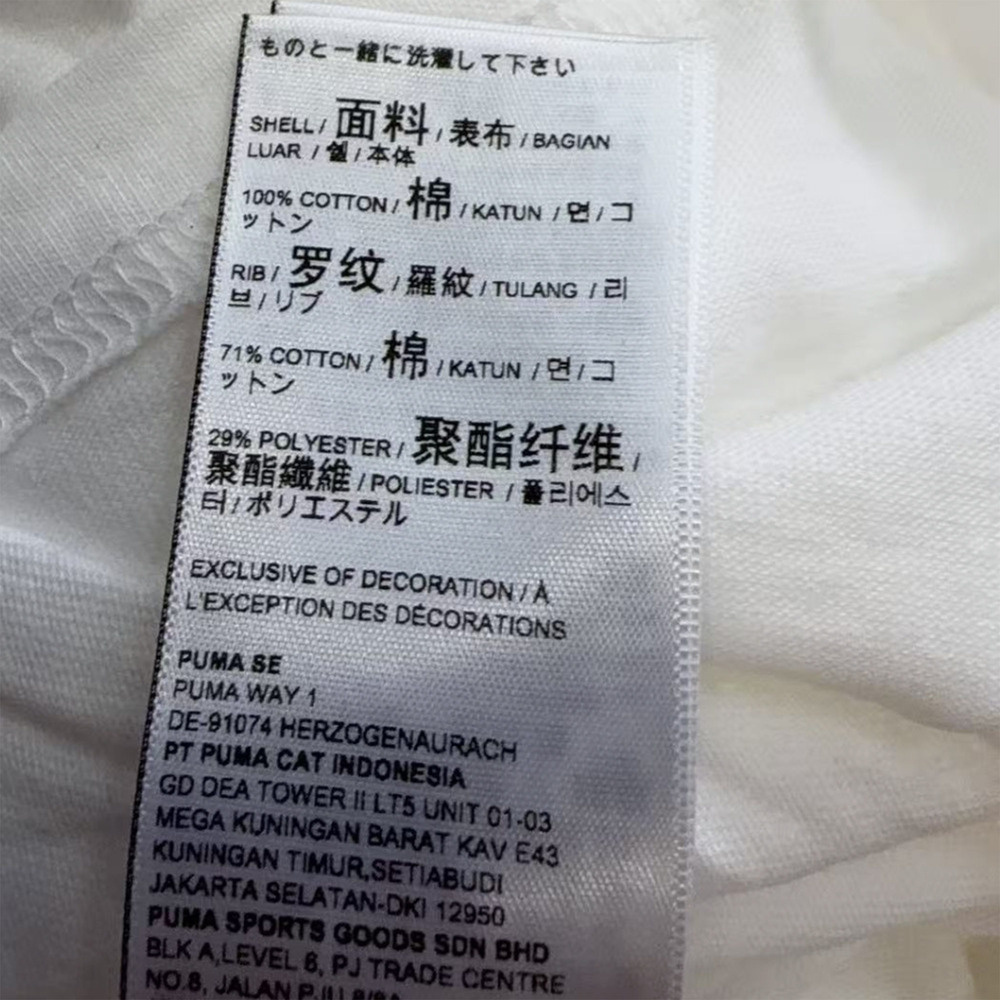 ものと一緒に洗濯して下さい
SHELL / 面料 / 表布 / BAGIAN
LUAR / 쉘 / 本体
100% COTTON / 棉 / KATUN / 면 / コ
ットン
RIB / 罗纹 / 羅紋 / TULANG / 리
브 / リブ
71% COTTON / 棉 / KATUN / 면 / コ
ットン
29% POLYESTER / 聚酯纤维 /
聚酯纖維 / POLIESTER / 폴리에스
터 / ポリエステル
EXCLUSIVE OF DECORATION / À
L'EXCEPTION DES DÉCORATIONS
PUMA SE
PUMA WAY 1
DE-91074 HERZOGENAURACH
PT PUMA CAT INDONESIA
GD DEA TOWER II LT5 UNIT 01-03
MEGA KUNINGAN BARAT KAV E43
KUNINGAN TIMUR,SETIABUDI
JAKARTA SELATAN-DKI 12950
PUMA SPORTS GOODS SDN BHD
BLK A,LEVEL 6, PJ TRADE CENTRE
NO.8, JALAN PJU